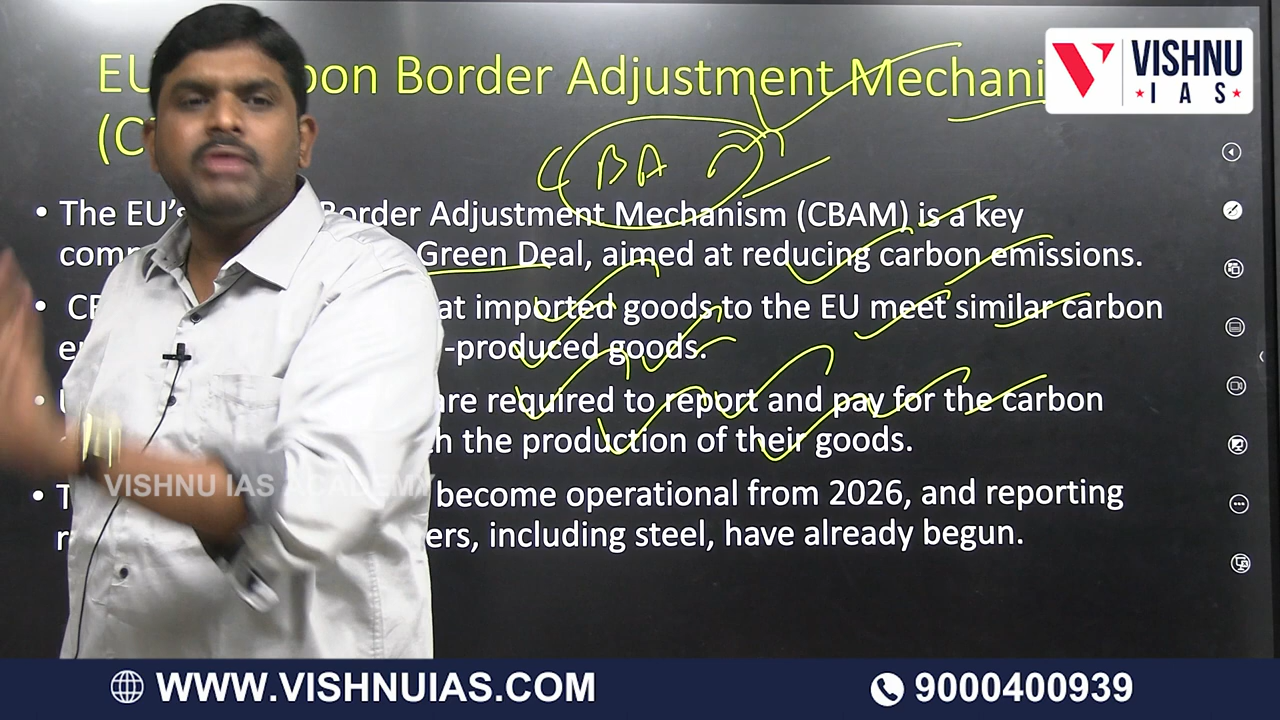 EU bon Border Adjustment Mechani
(C
VISHNU
IAS
CBAM
• The EU's Border Adjustment Mechanism (CBAM) is a key
com Green Deal, aimed at reducing carbon emissions.
• CB at imported goods to the EU meet similar carbon
e -produced goods.
• U are required to report and pay for the carbon
h the production of their goods.
• T become operational from 2026, and reporting
r ers, including steel, have already begun.
VISHNU IAS ACADEMY
WWW.VISHNUIAS.COM
9000400939